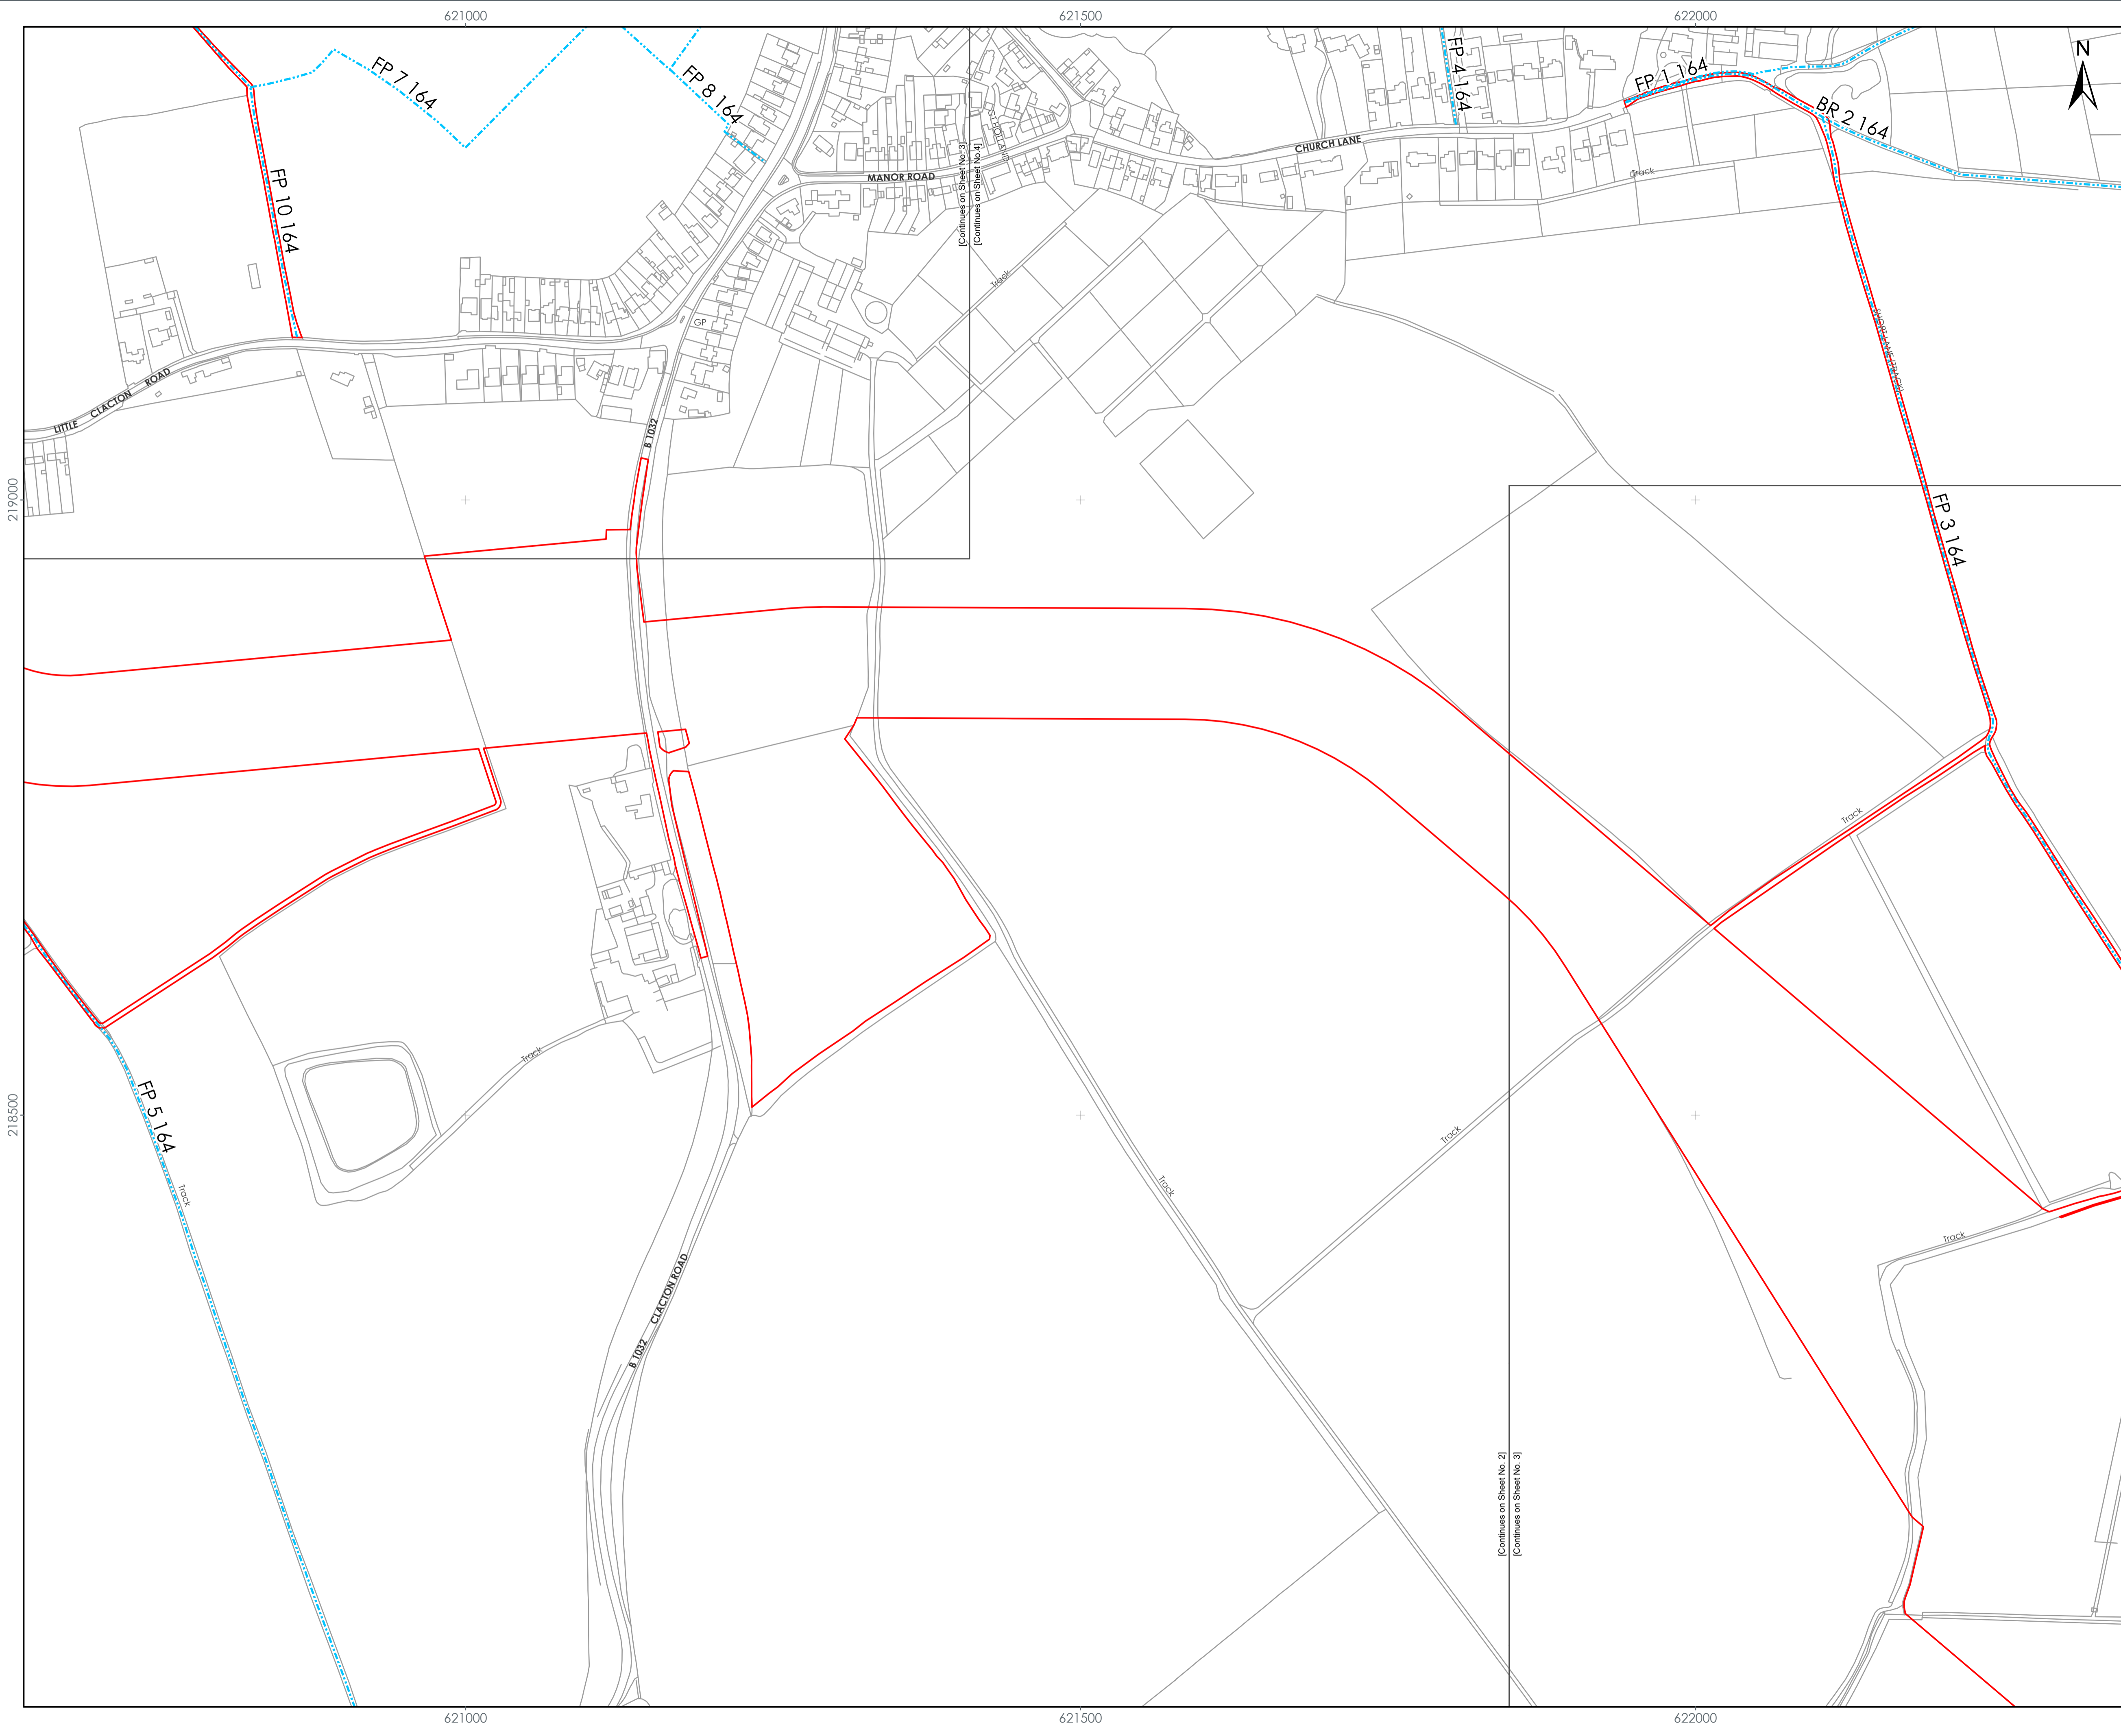 621000
621500
622000
N
FP 7 164
FP 8 164
FP 4 164
FP 1 164
BR 2 164
FP 10 164
CHURCH LANE
MANOR ROAD
Track
[Continues on Sheet No. 3]
[Continues on Sheet No. 4]
Track
SHORT LANE (TRACK)
GP
LITTLE CLACTON ROAD
B 1032
219000
FP 3 164
Track
218500
FP 5 164
Track
Track
Track
Track
Track
B 1032 CLACTON ROAD
[Continues on Sheet No. 2]
[Continues on Sheet No. 3]
621000
621500
622000